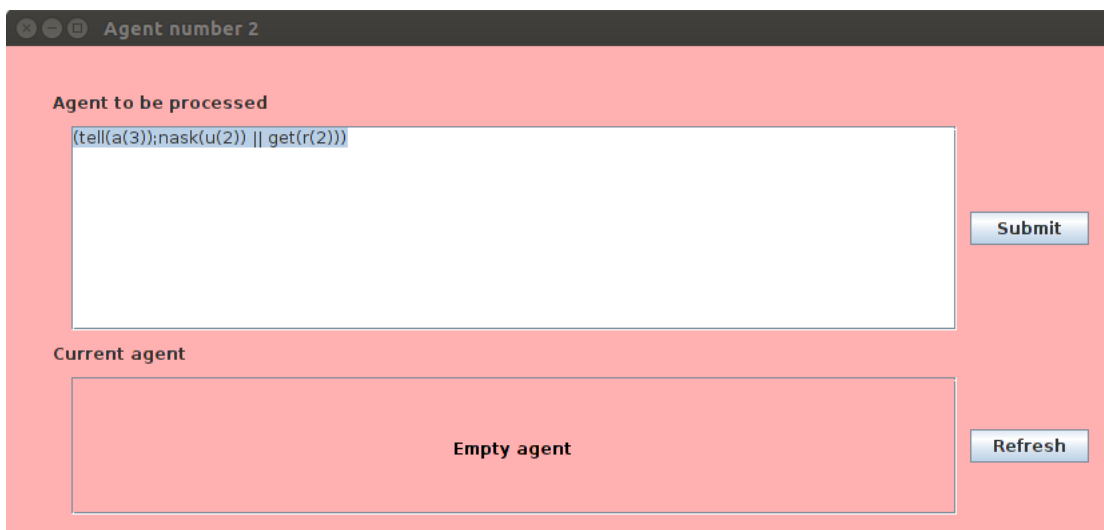 Agent number 2
Agent to be processed
(tell(a(3));nask(u(2)) || get(r(2)))
Submit
Current agent
Empty agent
Refresh